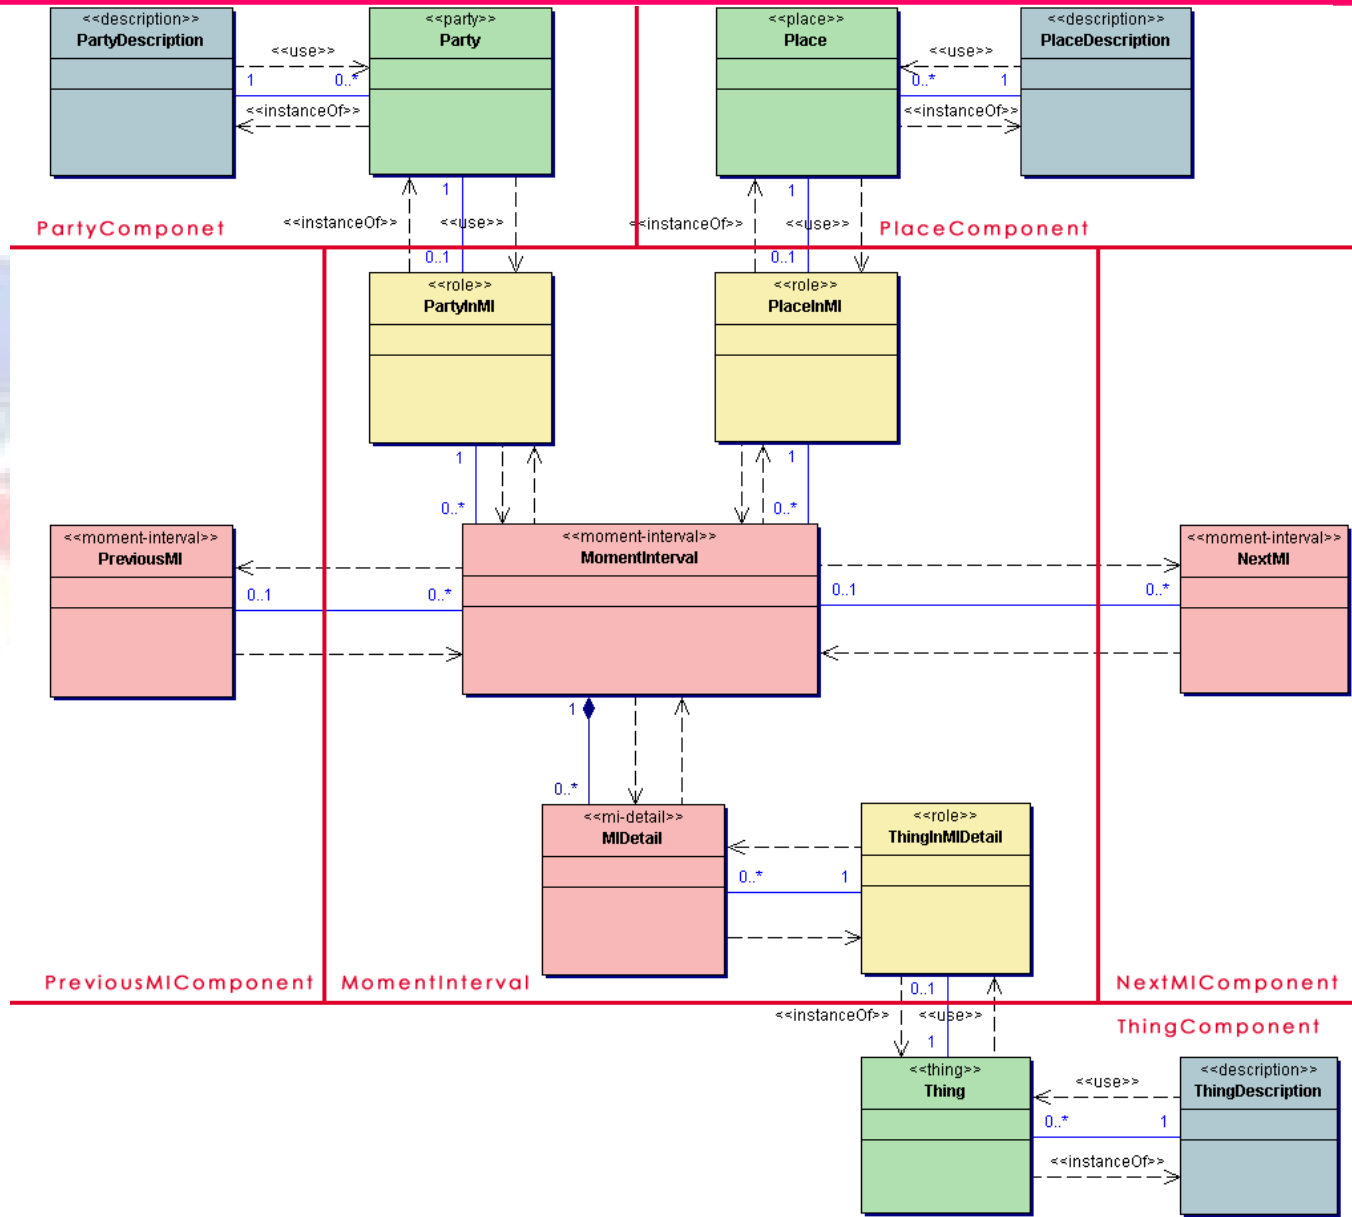 <<description>>
PartyDescription
<<use>>
1
0..*
<<instanceOf>>
<<party>>
Party
<<place>>
Place
<<use>>
0..*
1
<<instanceOf>>
<<description>>
PlaceDescription
PartyComponet
<<instanceOf>>
1
<<use>>
0..1
<<instanceOf>>
1
<<use>>
0..1
PlaceComponent
<<role>>
PartyInMI
<<role>>
PlaceInMI
1
0..*
1
0..*
<<moment-interval>>
PreviousMI
0..1
0..*
<<moment-interval>>
MomentInterval
0..1
0..*
<<moment-interval>>
NextMI
1
0..*
<<mi-detail>>
MIDetail
0..*
1
<<role>>
ThingInMIDetail
PreviousMIComponent
MomentInterval
NextMIComponent
0..1
<<instanceOf>>
<<use>>
1
ThingComponent
<<thing>>
Thing
<<use>>
0..*
1
<<instanceOf>>
<<description>>
ThingDescription